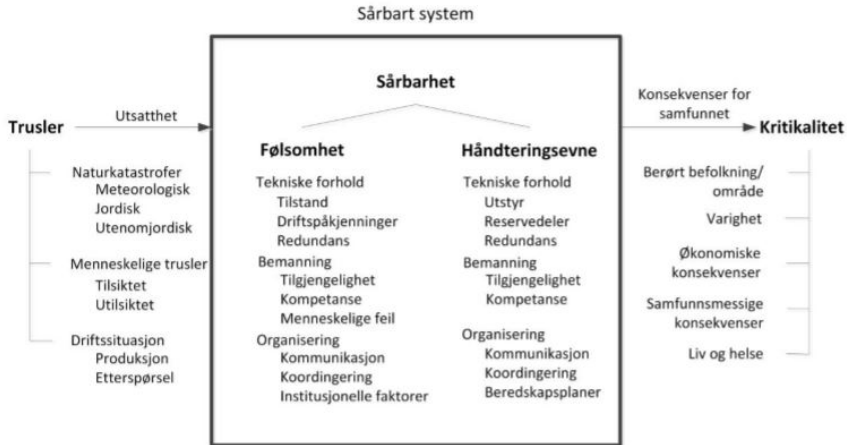 Sårbart system
Trusler
Utsatthet
Naturkatastrofer
Meteorologisk
Jordisk
Utenomjordisk
Menneskelige trusler
Tilsiktet
Utilsiktet
Driftssituasjon
Produksjon
Etterspørsel
Sårbarhet
Følsomhet
Tekniske forhold
Tilstand
Driftspåkjenninger
Redundans
Bemanning
Tilgjengelighet
Kompetanse
Menneskelige feil
Organisering
Kommunikasjon
Koordingering
Institusjonelle faktorer
Håndteringsevne
Tekniske forhold
Utstyr
Reservedeler
Redundans
Bemanning
Tilgjengelighet
Kompetanse
Organisering
Kommunikasjon
Koordingering
Beredskapsplaner
Konsekvenser for
samfunnet
Kritikalitet
Berørt befolkning/
område
Varighet
Økonomiske
konsekvenser
Samfunnsmessige
konsekvenser
Liv og helse